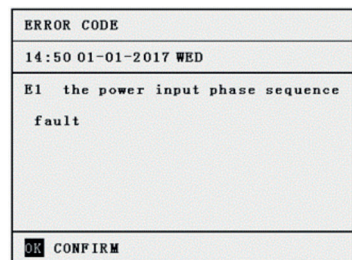 ERROR CODE
14:50 01-01-2017 WED
E1 the power input phase sequence
fault
OK CONFIRM